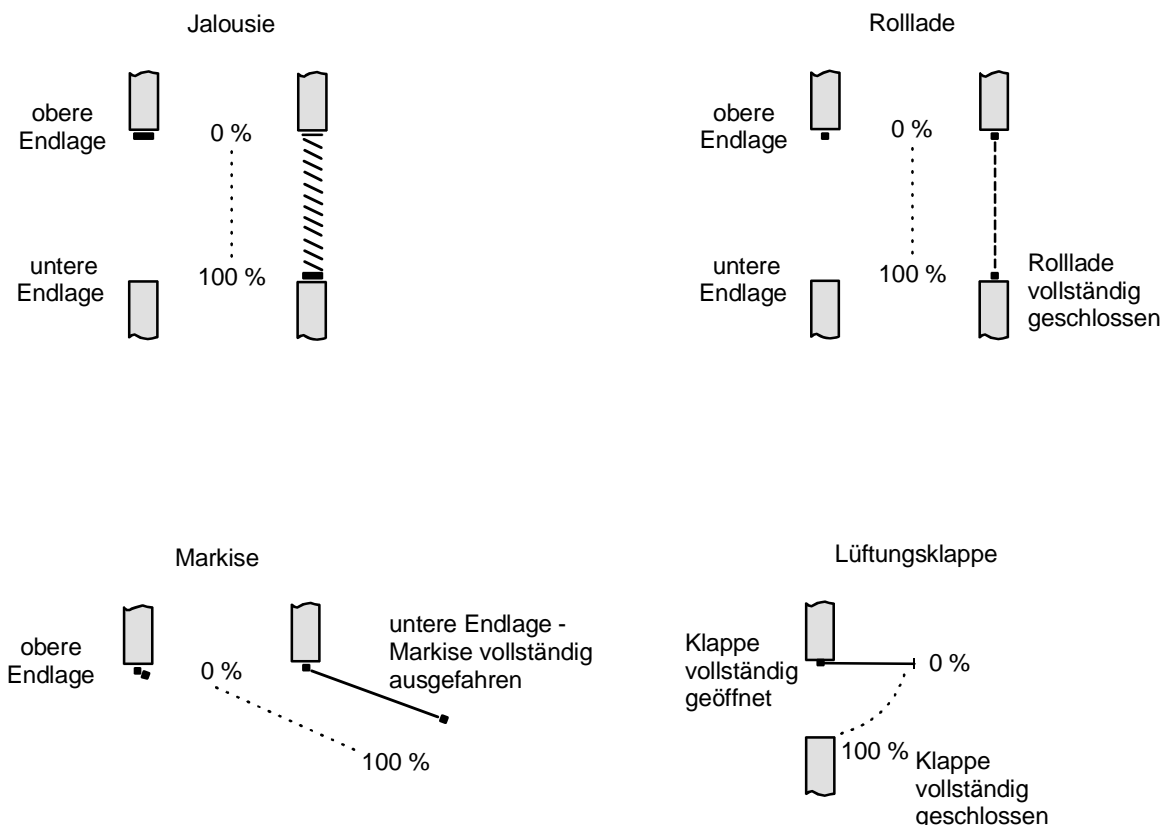 Jalousie
obere
Endlage
0 %
untere
Endlage
100 %
Rolllade
obere
Endlage
0 %
untere
Endlage
100 %
Rolllade
vollständig
geschlossen
Markise
obere
Endlage
0 %
100 %
untere Endlage -
Markise vollständig
ausgefahren
Lüftungsklappe
Klappe
vollständig
geöffnet
0 %
100 %
Klappe
vollständig
geschlossen